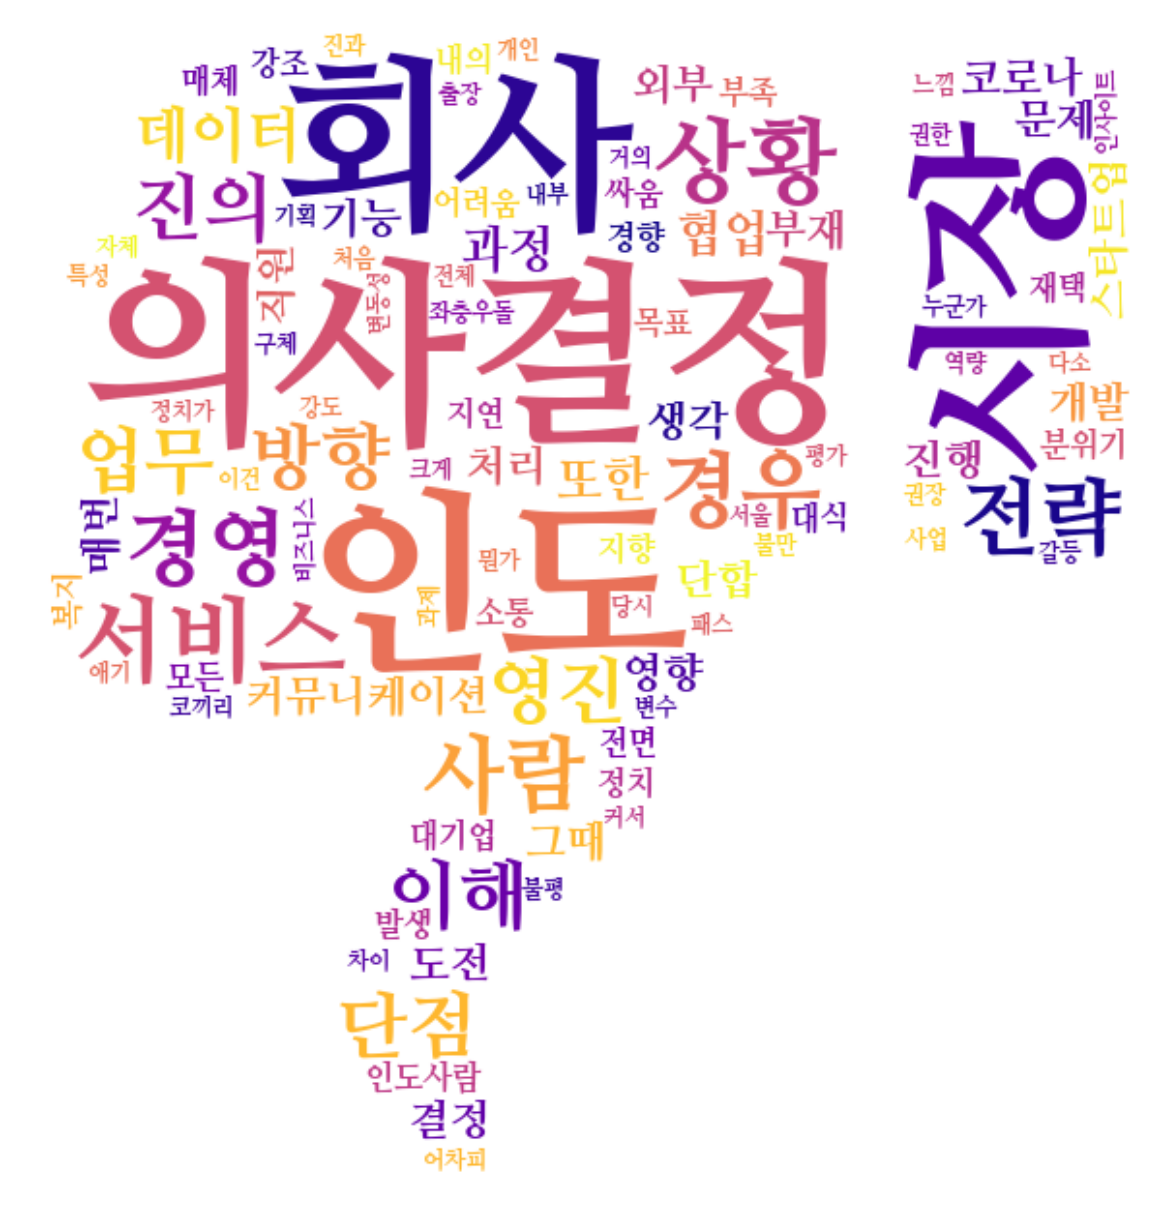 진과
내의
개인
강조
매체
출장
회사
데이터
외부
부족
상황
느낌
코로나
문제
인사이트
권한
시장
스타트업
재택
누군가
역량
다소
개발
분위기
진행
권장
전략
사업
갈등
진의
기획
기능
어려움
내부
거의
싸움
경향
협업
부재
과정
자체
특성
직원
처음
변동성
전체
좌충우돌
목표
구체
의사결정
정치가
강도
지연
생각
업무
이건
방향
크게
처리
또한
경우
평가
매번
경영
비즈니스
서울
대식
불만
지향
뭔가
단합
인도
복지
서비스
과제
소통
당시
패스
얘기
모든
코끼리
커뮤니케이션
영진
영향
변수
사람
전면
정치
커서
대기업
그때
이해
불평
발생
차이
도전
단점
인도사람
결정
어차피